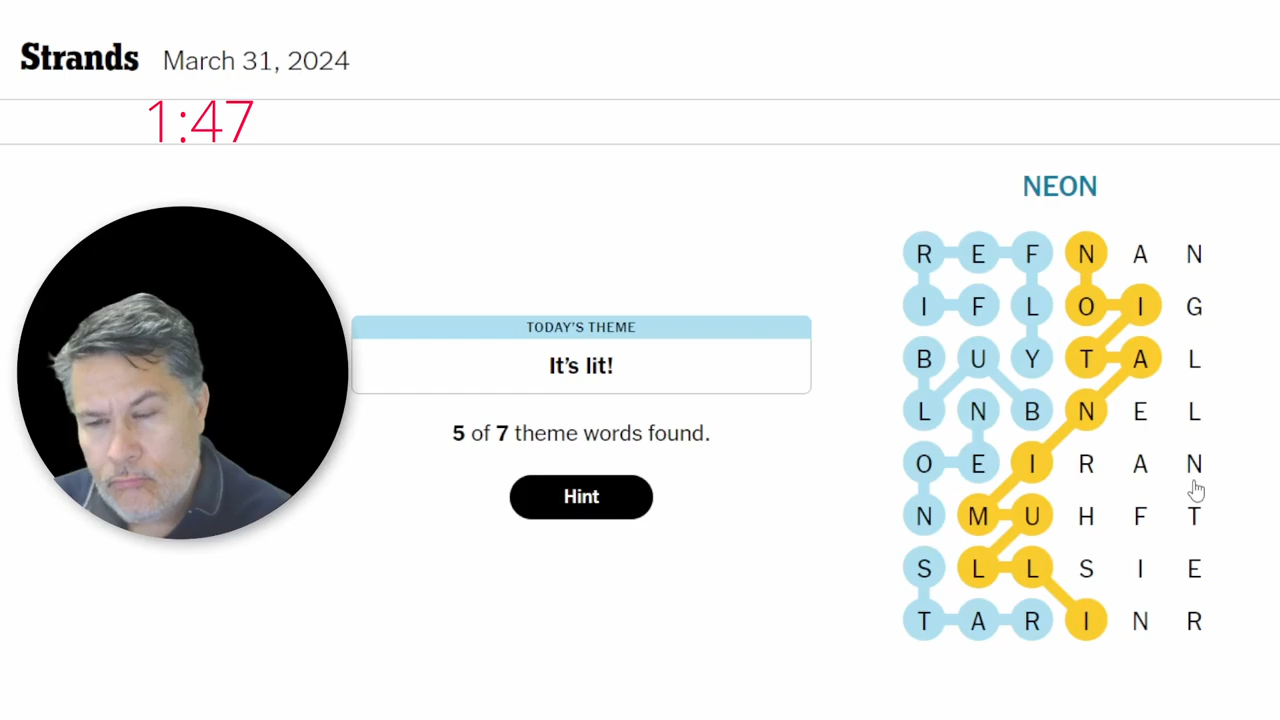 Strands March 31, 2024
1:47
NEON
TODAY'S THEME
It's lit!
5 of 7 theme words found.
Hint
R E F N A N
I F L O I G
B U Y T A L
L N B N E L
O E I R A N
N M U H F T
S L L S I E
T A R I N R